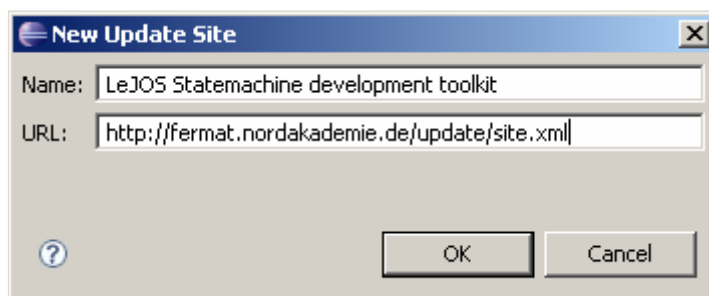 New Update Site
Name: LeJOS Statemachine development toolkit
URL: http://fermat.nordakademie.de/update/site.xml
OK Cancel